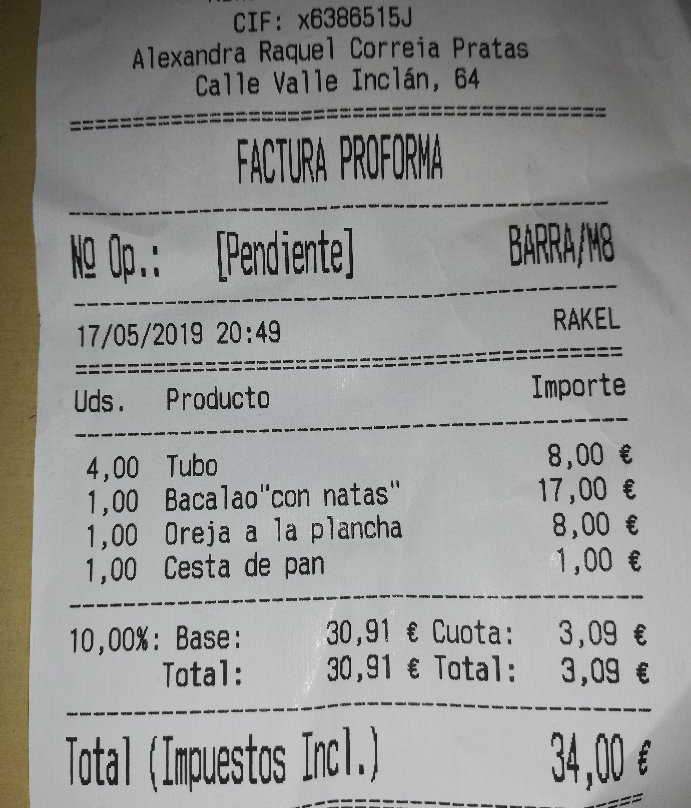 CIF: x6386515J
Alexandra Raquel Correia Pratas
Calle Valle Inclán, 64
FACTURA PROFORMA
Nº Op.: [Pendiente] BARRA/M8
17/05/2019 20:49 RAKEL
Uds. Producto Importe
4,00 Tubo 8,00 €
1,00 Bacalao"con natas" 17,00 €
1,00 Oreja a la plancha 8,00 €
1,00 Cesta de pan 1,00 €
10,00%: Base: 30,91 € Cuota: 3,09 €
Total: 30,91 € Total: 3,09 €
Total (Impuestos Incl.) 34,00 €